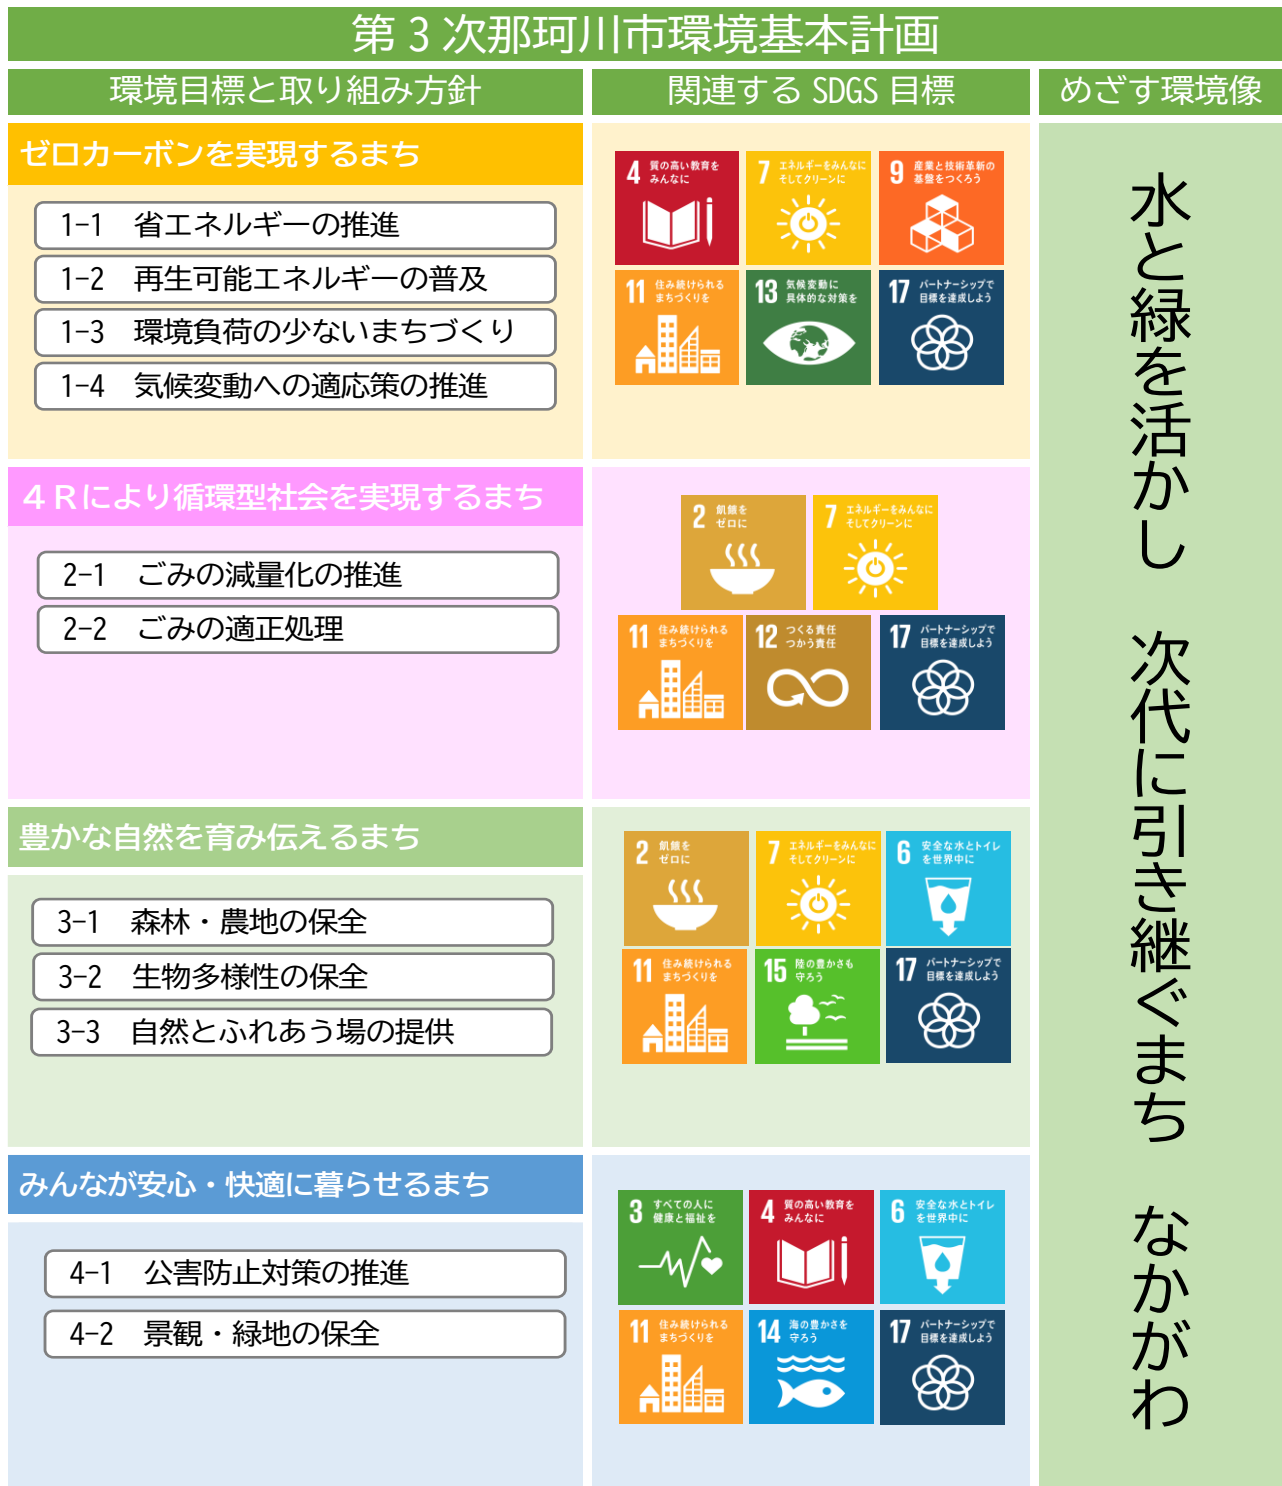 第３次那珂川市環境基本計画
環境目標と取り組み方針
関連する SDGS 目標
めざす環境像
ゼロカーボンを実現するまち
1-1 省エネルギーの推進
1-2 再生可能エネルギーの普及
1-3 環境負荷の少ないまちづくり
1-4 気候変動への適応策の推進
4 質の高い教育を
みんなに
7 エネルギーをみんなに
そしてクリーンに
9 産業と技術革新の
基盤をつくろう
11 住み続けられる
まちづくりを
13 気候変動に
具体的な対策を
17 パートナーシップで
目標を達成しよう
４Ｒにより循環型社会を実現するまち
2-1 ごみの減量化の推進
2-2 ごみの適正処理
2 飢餓を
ゼロに
7 エネルギーをみんなに
そしてクリーンに
11 住み続けられる
まちづくりを
12 つくる責任
つかう責任
17 パートナーシップで
目標を達成しよう
豊かな自然を育み伝えるまち
3-1 森林・農地の保全
3-2 生物多様性の保全
3-3 自然とふれあう場の提供
2 飢餓を
ゼロに
7 エネルギーをみんなに
そしてクリーンに
6 安全な水とトイレ
を世界中に
11 住み続けられる
まちづくりを
15 陸の豊かさも
守ろう
17 パートナーシップで
目標を達成しよう
みんなが安心・快適に暮らせるまち
4-1 公害防止対策の推進
4-2 景観・緑地の保全
3 すべての人に
健康と福祉を
4 質の高い教育を
みんなに
6 安全な水とトイレ
を世界中に
11 住み続けられる
まちづくりを
14 海の豊かさを
守ろう
17 パートナーシップで
目標を達成しよう
水と緑を活かし 次代に引き継ぐまち なかがわ